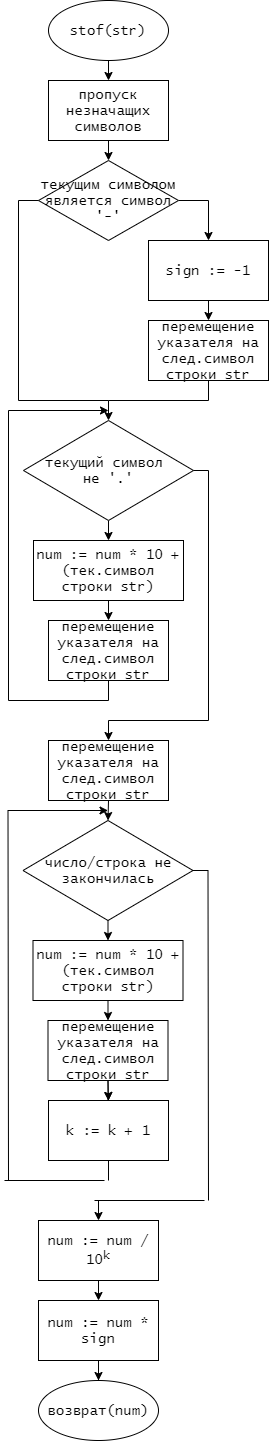 stof(str)
пропуск
незначащих
символов
текущим символом
является символ
'-'
sign := -1
перемещение
указателя на
след.символ
строки str
текущий символ
не '.'
num := num * 10 +
(тек.символ
строки str)
перемещение
указателя на
след.символ
строки str
перемещение
указателя на
след.символ
строки str
число/строка не
закончилась
num := num * 10 +
(тек.символ
строки str)
перемещение
указателя на
след.символ
строки str
k := k + 1
num := num /
10^k
num := num *
sign
возврат(num)